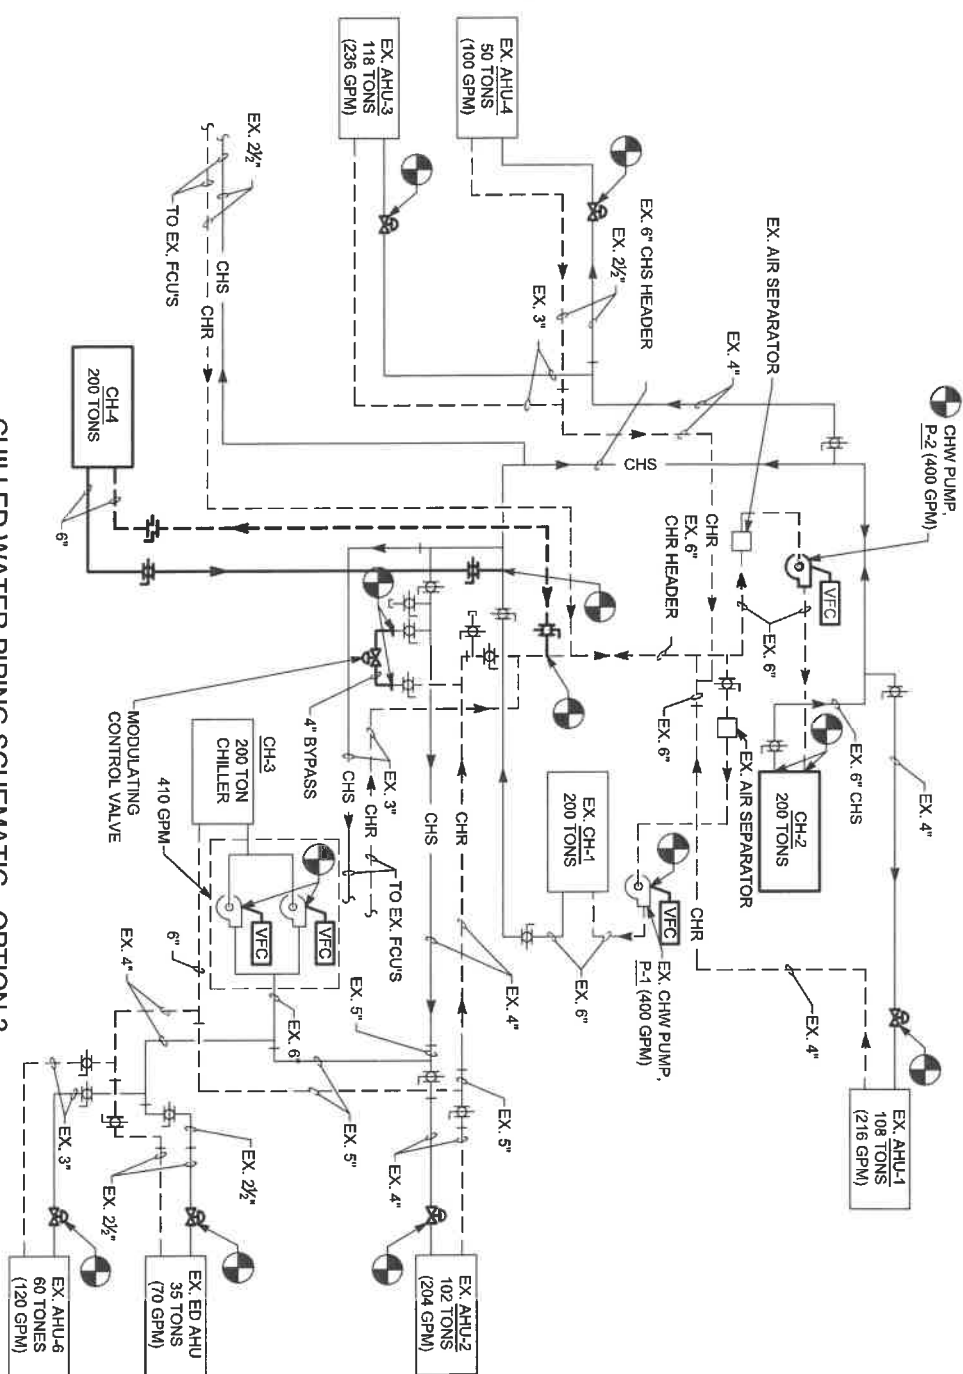 CHW PUMP,
P-2 (400 GPM)
VFC
EX. 6"
EX. AIR SEPARATOR
EX. 4"
EX. 6" CHS HEADER
EX. 2½"
EX. AHU-4
50 TONS
(100 GPM)
EX. AHU-3
118 TONS
(236 GPM)
EX. 3"
EX. 2½"
TO EX. FCU'S
CHS
CHR
CHS
CHR
EX. 6"
CHR HEADER
CH-4
200 TONS
6"
EX. 4"
EX. 6" CHS
CH-2
200 TONS
EX. AIR SEPARATOR
EX. 6"
EX. CH-1
200 TONS
EX. 6"
VFC
EX. CHW PUMP,
P-1 (400 GPM)
CHR
EX. 4"
EX. AHU-1
108 TONS
(216 GPM)
EX. 3"
4" BYPASS
MODULATING
CONTROL VALVE
CHS
CHR
TO EX. FCU'S
CHS
CHR
EX. 4"
CH-3
200 TON
CHILLER
410 GPM
VFC
VFC
6"
EX. 4"
EX. 6"
EX. 5"
EX. 5"
EX. 5"
EX. 4"
EX. 3"
EX. 2½"
EX. 2½"
EX. AHU-2
102 TONS
(204 GPM)
EX. ED AHU
35 TONS
(70 GPM)
EX. AHU-6
60 TONES
(120 GPM)
CHILLER WATER PIPING SCHEMATIC - OPTION 2